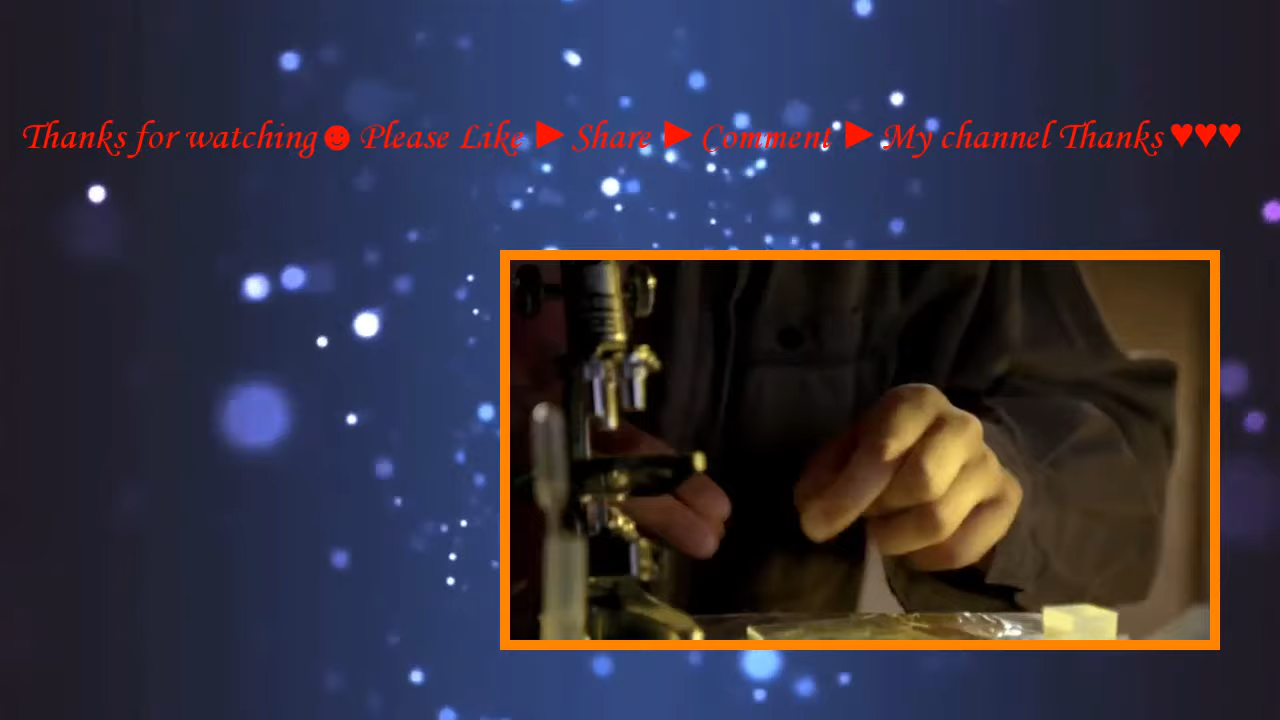 Thanks for watching☻Please Like ► Share ► Comment ► My channel Thanks ♥♥♥